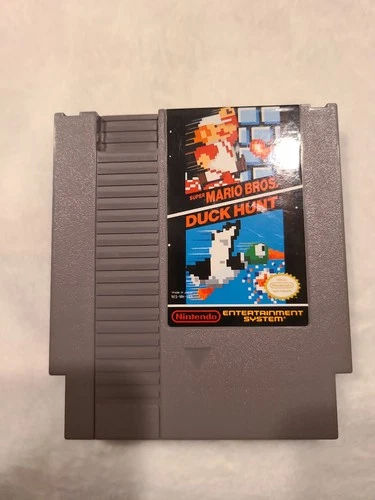 SUPER MARIO BROS.
DUCK HUNT
Nintendo
ENTERTAINMENT
SYSTEM